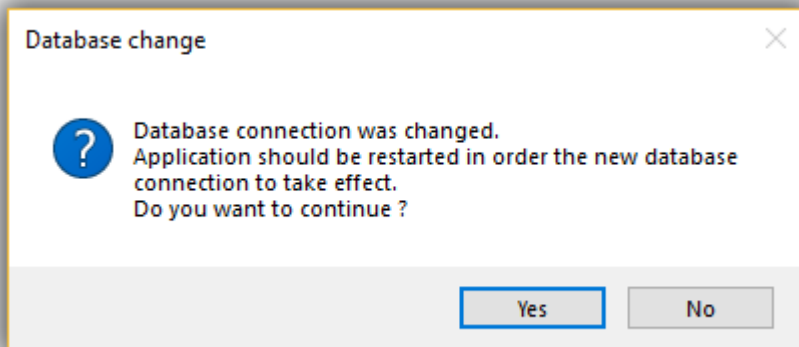 Database change
Database connection was changed.
Application should be restarted in order the new database
connection to take effect.
Do you want to continue ?
Yes
No